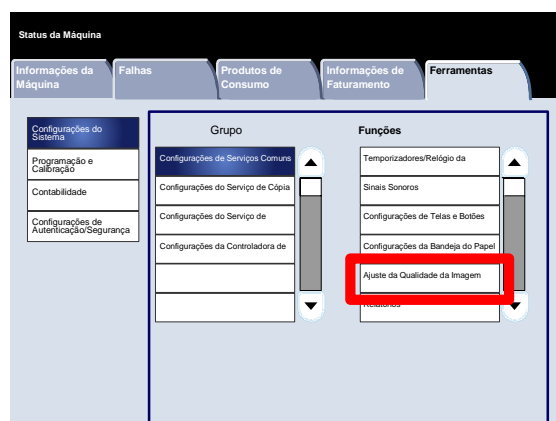 Status da Máquina
Informações da
Máquina
Falhas
Produtos de
Consumo
Informações de
Faturamento
Ferramentas
Configurações do
Sistema
Programação e
Calibração
Contabilidade
Configurações de
Autenticação/Segurança
Grupo
Configurações de Serviços Comuns
Configurações do Serviço de Cópia
Configurações do Serviço de
Configurações da Controladora de
Funções
Temporizadores/Relógio da
Sinais Sonoros
Configurações de Telas e Botões
Configurações da Bandeja do Papel
Ajuste da Qualidade da Imagem
Relatórios